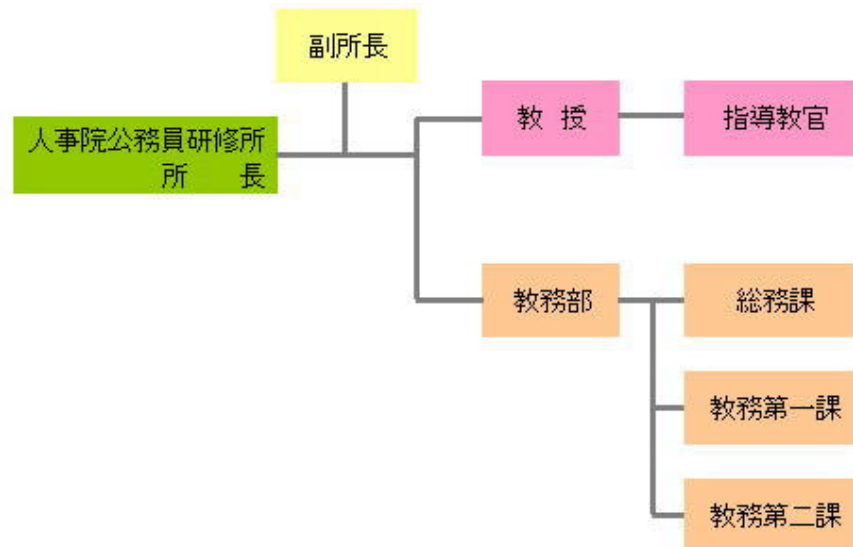 副所長
人事院公務員研修所
所　　長
教 授
指導教官
教務部
総務課
教務第一課
教務第二課